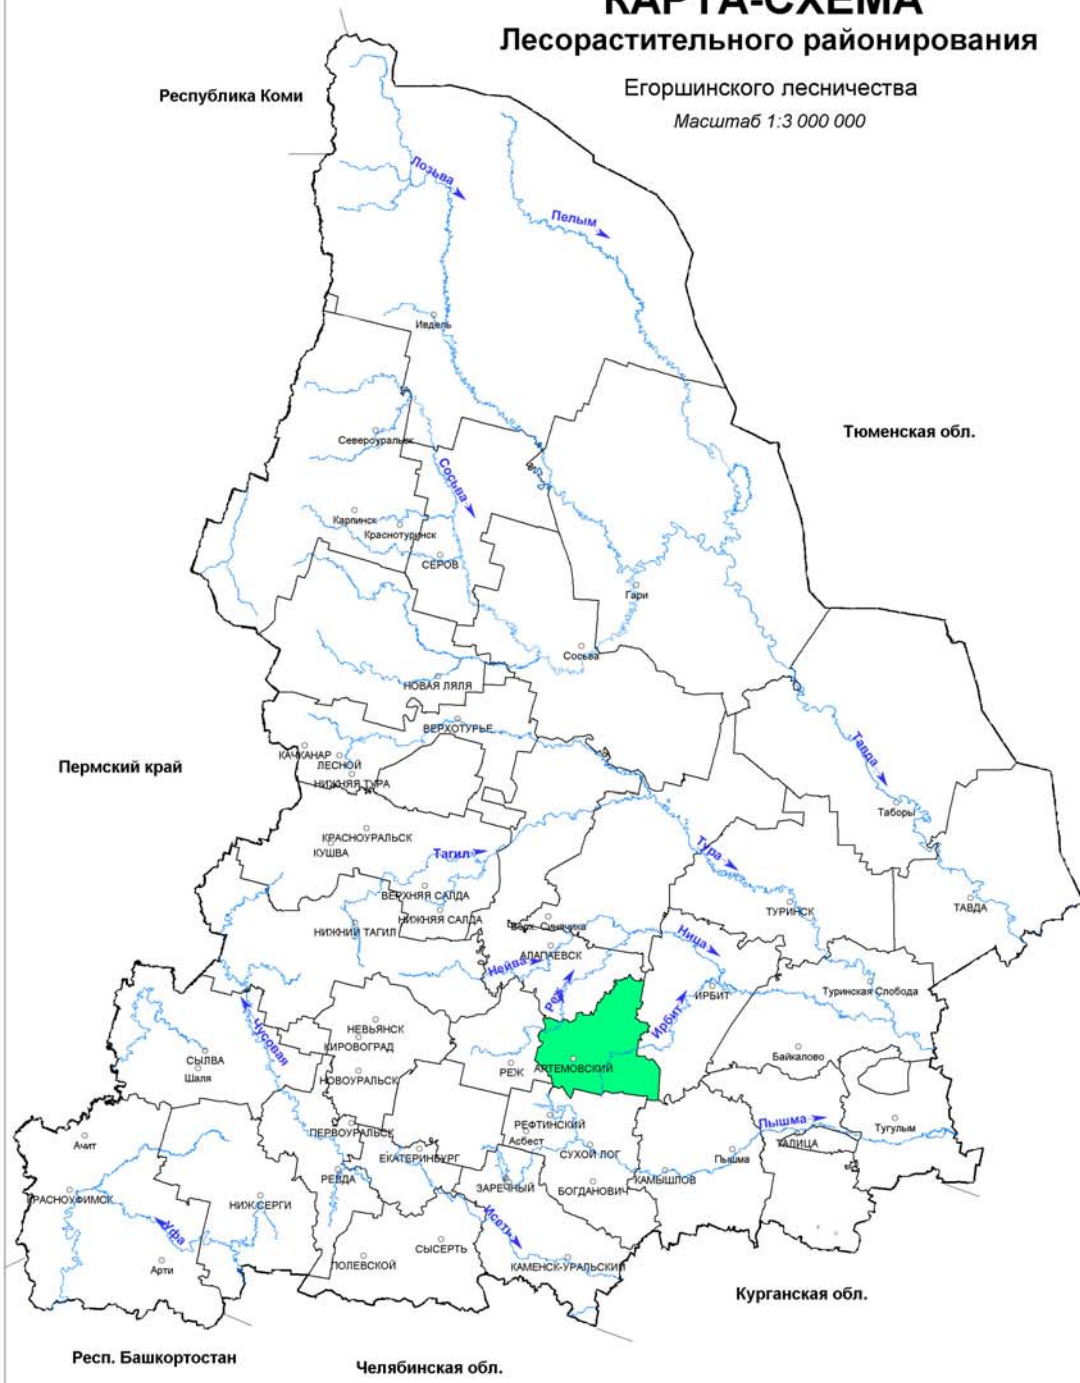 КАРТА-СХЕМА
Лесорастительного районирования
Егоршинского лесничества
Масштаб 1:3 000 000
Республика Коми
Лозьва
Пелым
Ивдель
Тюменская обл.
Североуральск
Сосьва
Карпинск
Краснотурьинск
СЕРОВ
Гари
Сосьва
НОВАЯ ЛЯЛЯ
ВЕРХОТУРЬЕ
Пермский край
КАЧКАНАР
ЛЕСНОЙ
НИЖНЯЯ ТУРА
Тавда
Таборы
КРАСНОУРАЛЬСК
КУШВА
Тагил
Тура
ВЕРХНЯЯ САЛДА
НИЖНЯЯ САЛДА
ТУРИНСК
ТАВДА
НИЖНИЙ ТАГИЛ
Верх. Синячиха
Ница
АЛАПАЕВСК
Нейва
Реж
ИРБИТ
Туринская Слобода
Ирбит
Чусовая
НЕВЬЯНСК
КИРОВОГРАД
Байкалово
СЫЛВА
Шаля
НОВОУРАЛЬСК
РЕЖ
АРТЕМОВСКИЙ
Пышма
Тугулым
ПЕРВОУРАЛЬСК
РЕФТИНСКИЙ
Асбест
ТАЛИЦА
Ачит
ЕКАТЕРИНБУРГ
СУХОЙ ЛОГ
Пышма
РЕВДА
ЗАРЕЧНЫЙ
БОГДАНОВИЧ
КАМЫШЛОВ
КРАСНОУФИМСК
НИЖ.СЕРГИ
Уфа
Исеть
СЫСЕРТЬ
Арти
ПОЛЕВСКОЙ
КАМЕНСК-УРАЛЬСКИЙ
Курганская обл.
Респ. Башкортостан
Челябинская обл.